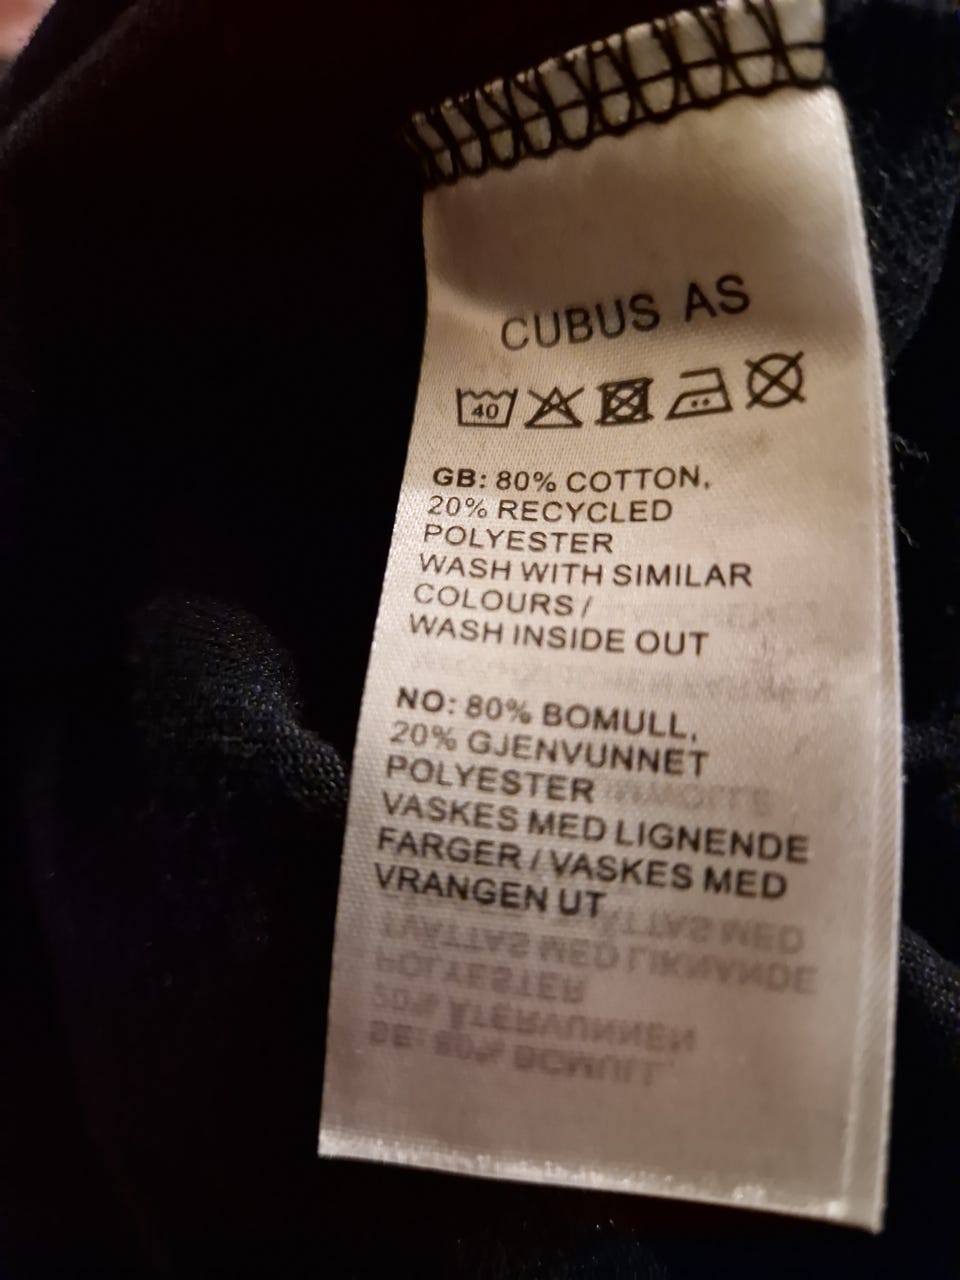 CUBUS AS
40
GB: 80% COTTON,
20% RECYCLED
POLYESTER
WASH WITH SIMILAR
COLOURS /
WASH INSIDE OUT
NO: 80% BOMULL,
20% GJENVUNNET
POLYESTER
VASKES MED LIGNENDE
FARGER / VASKES MED
VRANGEN UT